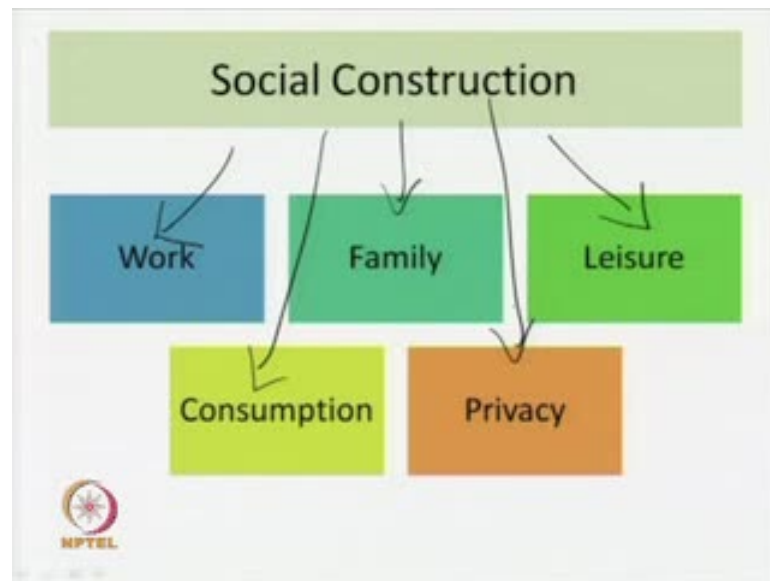 Social Construction
Work
Family
Leisure
Consumption
Privacy
NPTEL